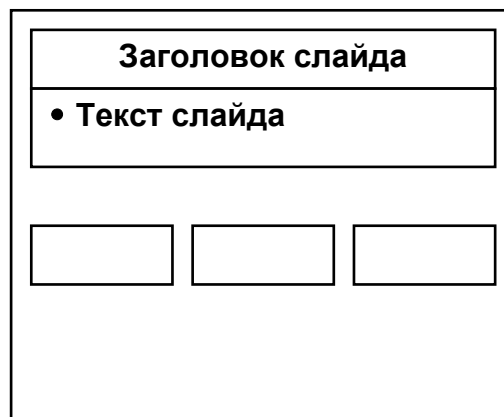 Заголовок слайда
• Текст слайда